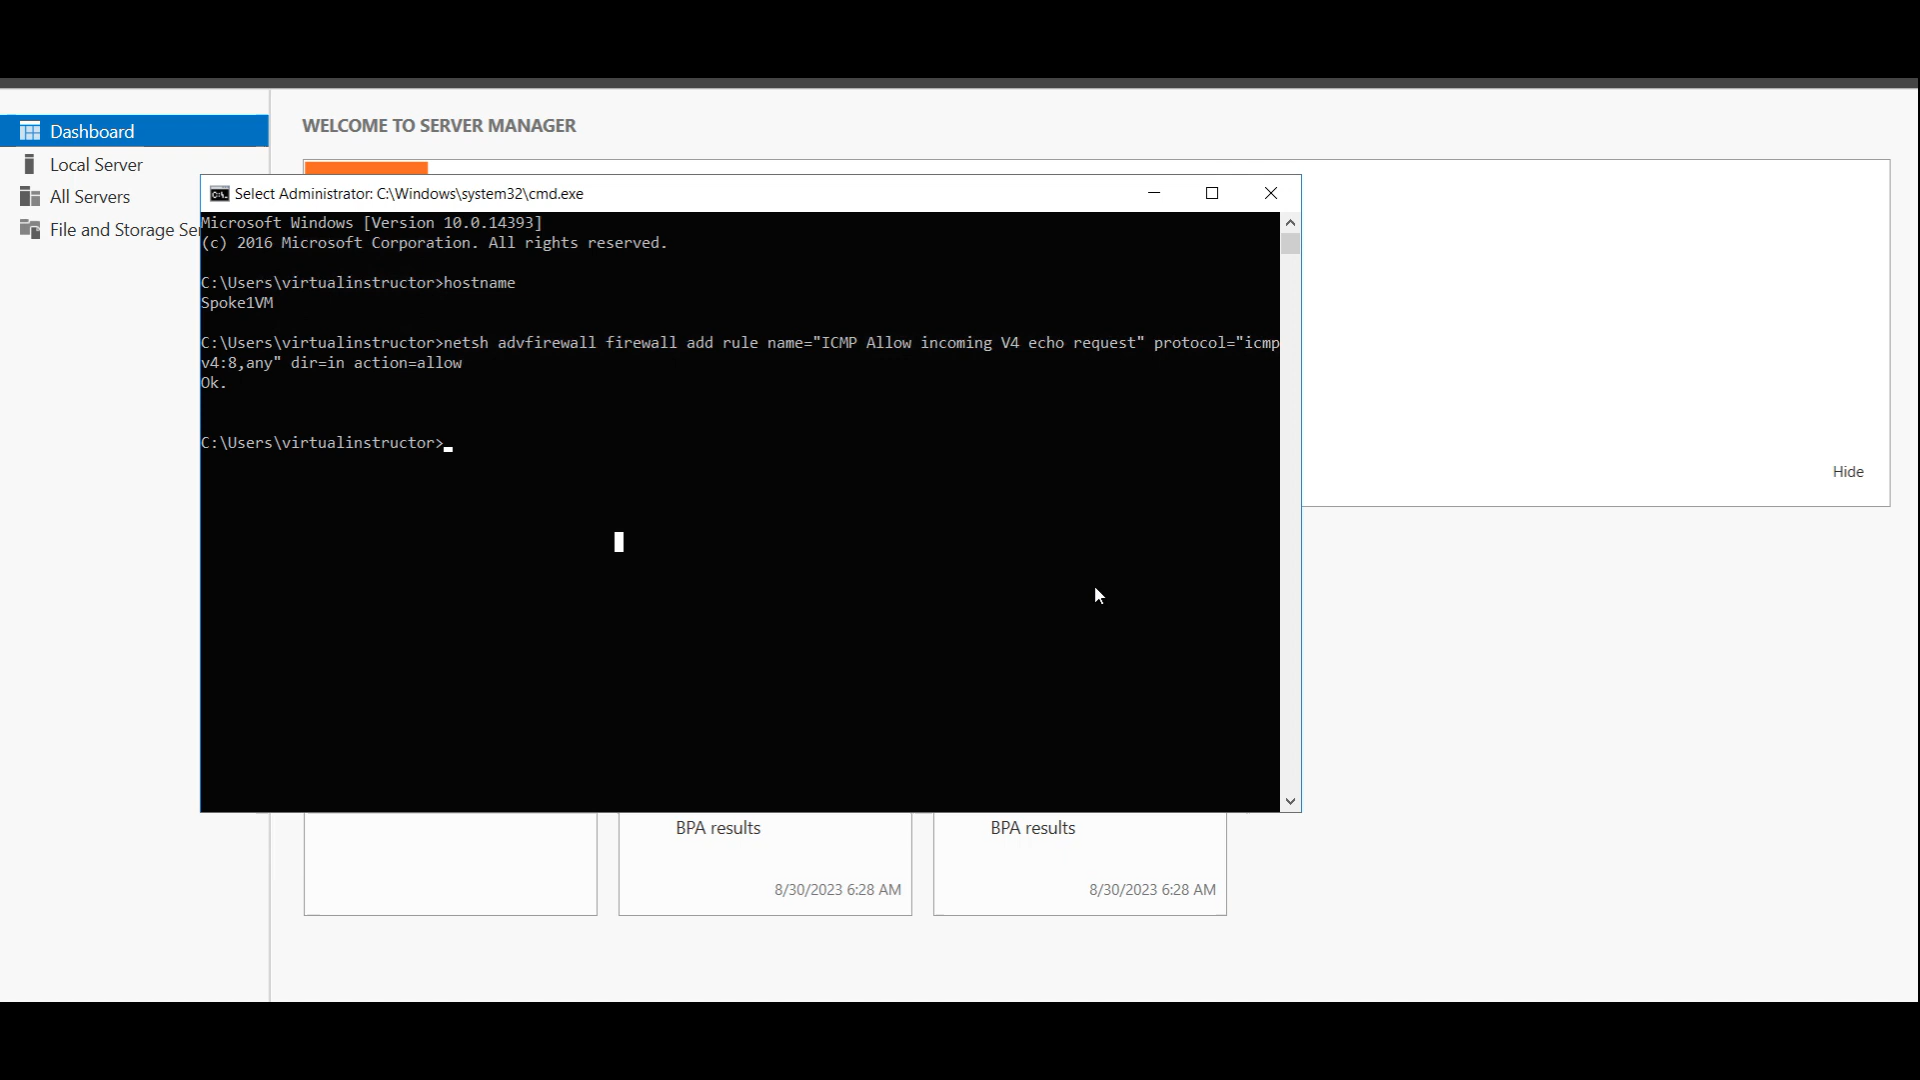 WELCOME TO SERVER MANAGER
Dashboard
Local Server
All Servers
File and Storage Ser
Select Administrator: C:\Windows\system32\cmd.exe
Microsoft Windows [Version 10.0.14393]
(c) 2016 Microsoft Corporation. All rights reserved.
C:\Users\virtualinstructor>hostname
Spoke1VM
C:\Users\virtualinstructor>netsh advfirewall firewall add rule name="ICMP Allow incoming V4 echo request" protocol="icmp
v4:8,any" dir=in action=allow
Ok.
C:\Users\virtualinstructor>
Hide
BPA results
8/30/2023 6:28 AM
BPA results
8/30/2023 6:28 AM